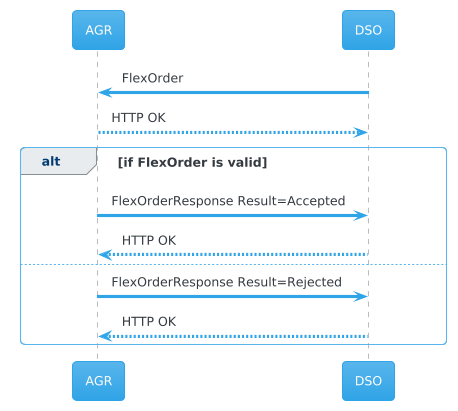 AGR
DSO
FlexOrder
HTTP OK
alt
[if FlexOrder is valid]
FlexOrderResponse Result=Accepted
HTTP OK
FlexOrderResponse Result=Rejected
HTTP OK
AGR
DSO